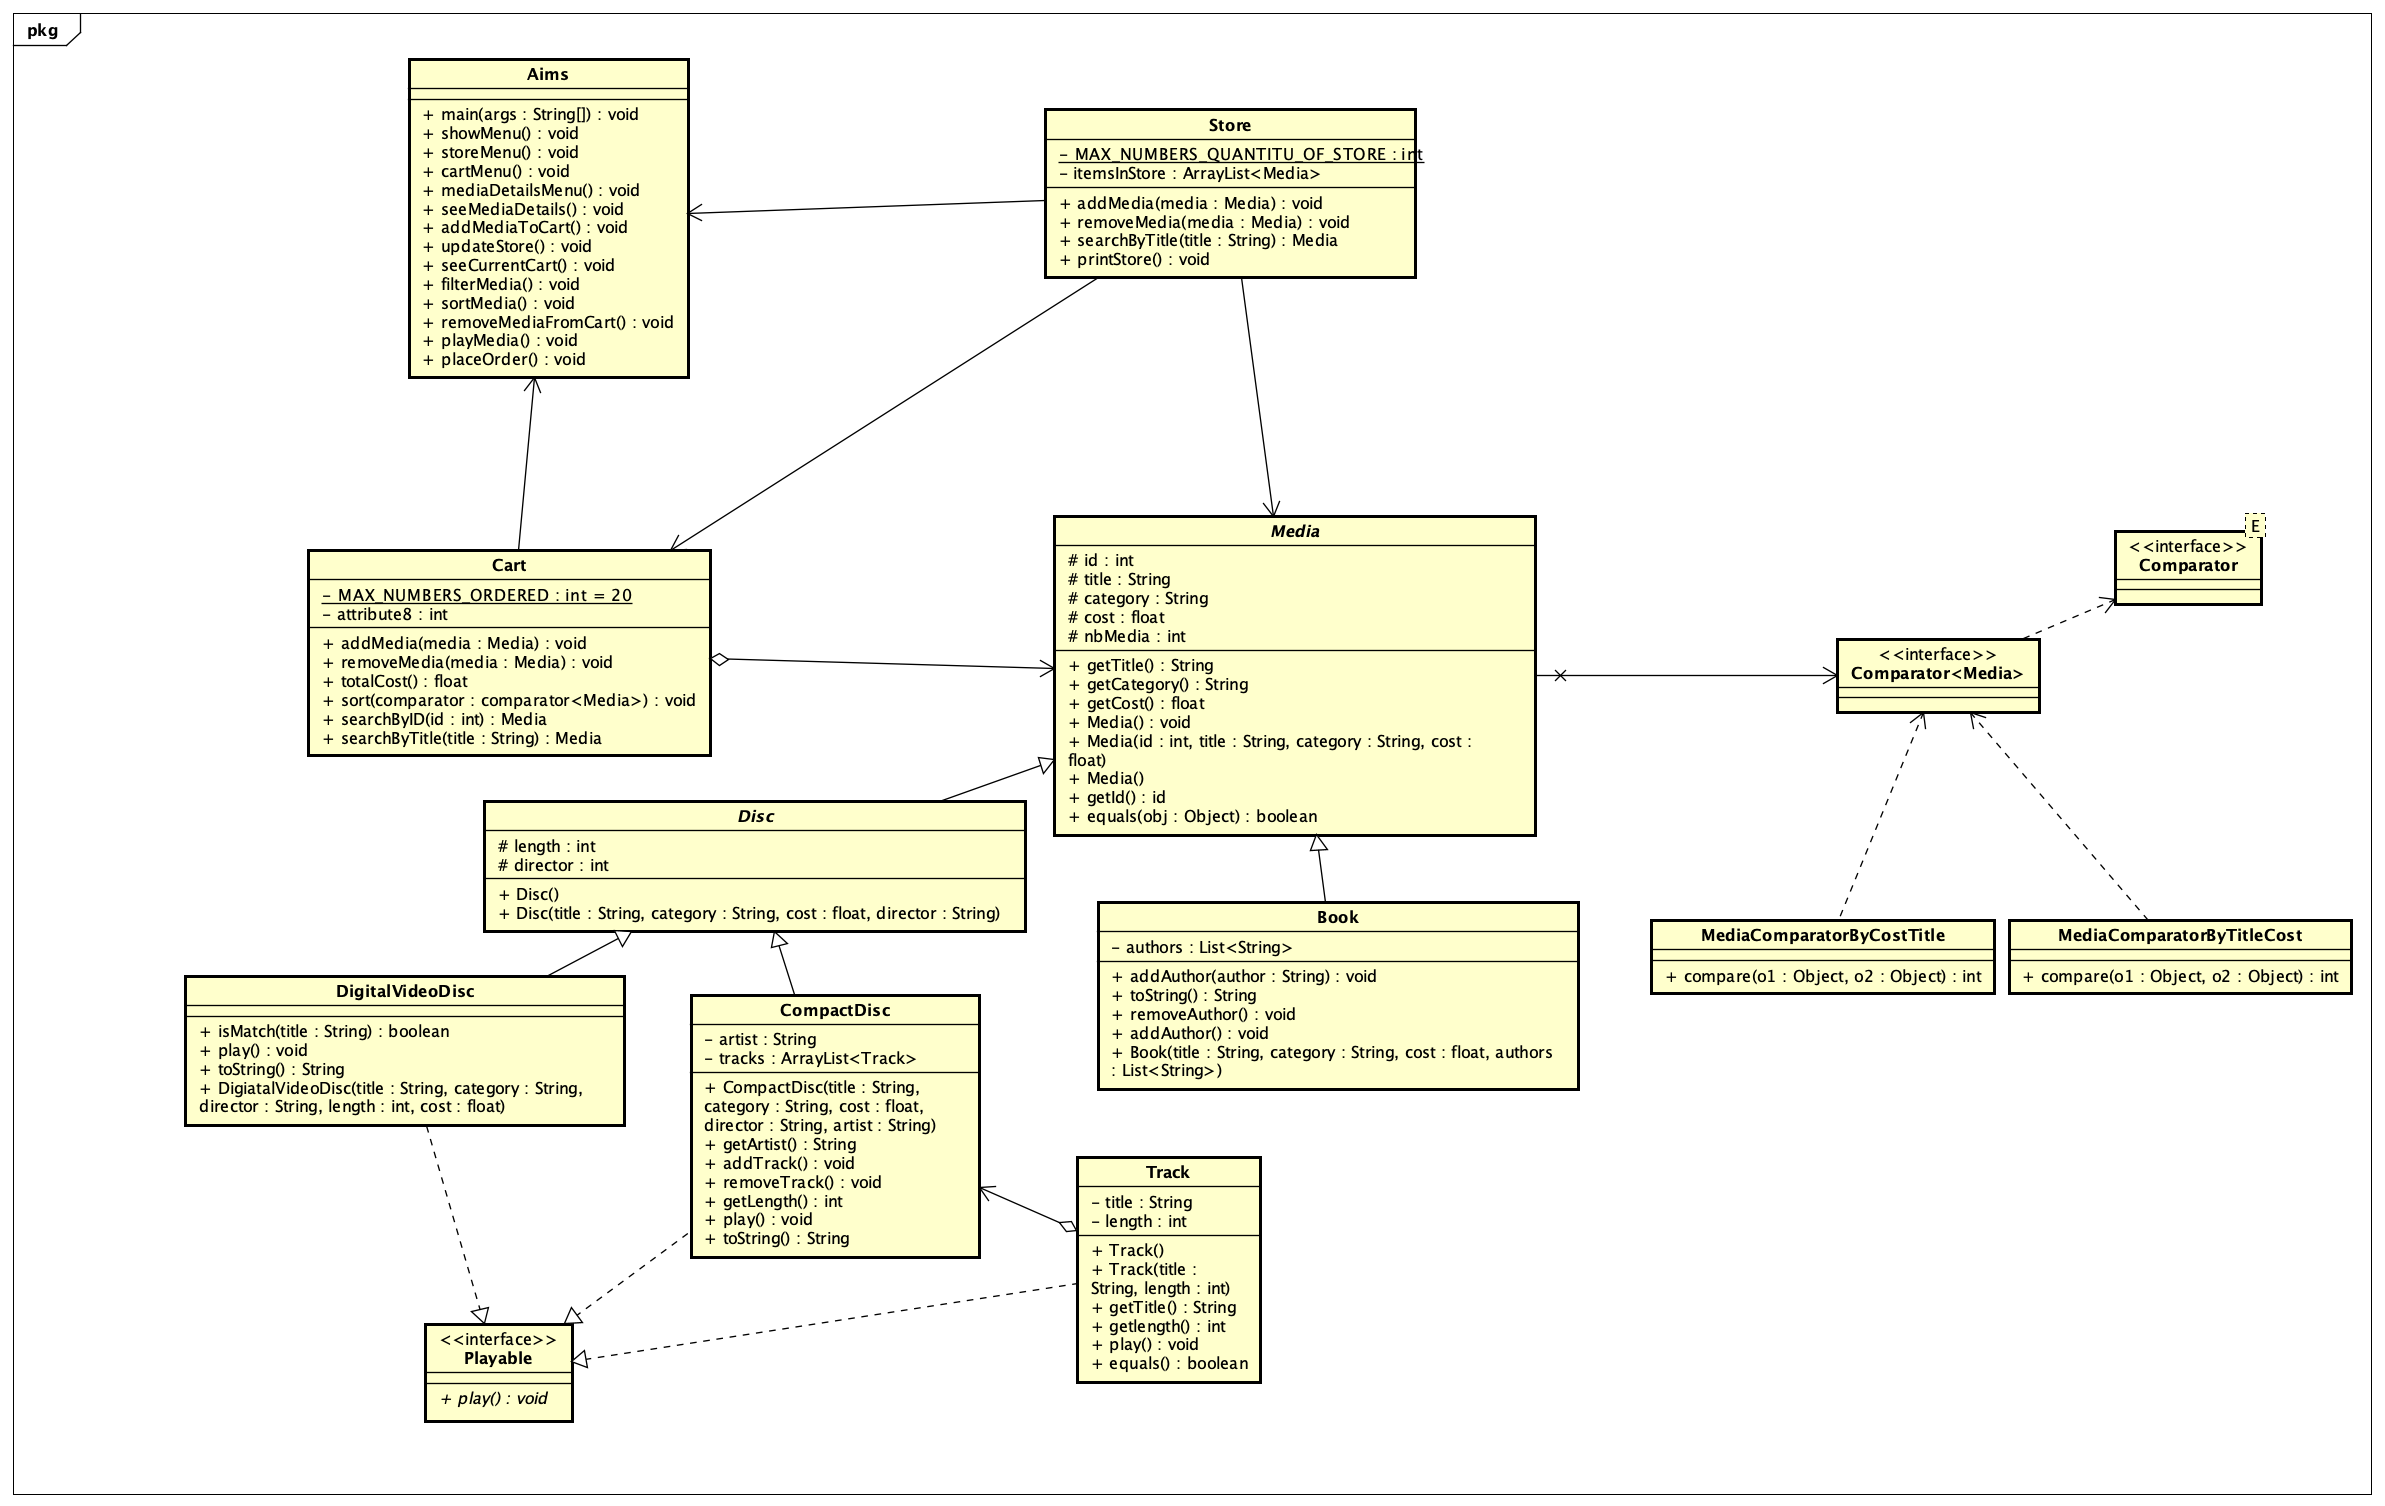 pkg
Aims
+ main(args : String[]) : void
+ showMenu() : void
+ storeMenu() : void
+ cartMenu() : void
+ mediaDetailsMenu() : void
+ seeMediaDetails() : void
+ addMediaToCart() : void
+ updateStore() : void
+ seeCurrentCart() : void
+ filterMedia() : void
+ sortMedia() : void
+ removeMediaFromCart() : void
+ playMedia() : void
+ placeOrder() : void
Store
- MAX_NUMBERS_QUANTITU_OF_STORE : int
- itemsInStore : ArrayList<Media>
+ addMedia(media : Media) : void
+ removeMedia(media : Media) : void
+ searchByTitle(title : String) : Media
+ printStore() : void
Cart
- MAX_NUMBERS_ORDERED : int = 20
- attribute8 : int
+ addMedia(media : Media) : void
+ removeMedia(media : Media) : void
+ totalCost() : float
+ sort(comparator : comparator<Media>) : void
+ searchByID(id : int) : Media
+ searchByTitle(title : String) : Media
Media
# id : int
# title : String
# category : String
# cost : float
# nbMedia : int
+ getTitle() : String
+ getCategory() : String
+ getCost() : float
+ Media() : void
+ Media(id : int, title : String, category : String, cost :
float)
+ Media()
+ getId() : id
+ equals(obj : Object) : boolean
E
<<interface>>
Comparator
<<interface>>
Comparator<Media>
Disc
# length : int
# director : int
+ Disc()
+ Disc(title : String, category : String, cost : float, director : String)
Book
- authors : List<String>
+ addAuthor(author : String) : void
+ toString() : String
+ removeAuthor() : void
+ addAuthor() : void
+ Book(title : String, category : String, cost : float, authors
: List<String>)
MediaComparatorByCostTitle
+ compare(o1 : Object, o2 : Object) : int
MediaComparatorByTitleCost
+ compare(o1 : Object, o2 : Object) : int
DigitalVideoDisc
+ isMatch(title : String) : boolean
+ play() : void
+ toString() : String
+ DigiatalVideoDisc(title : String, category : String,
director : String, length : int, cost : float)
CompactDisc
- artist : String
- tracks : ArrayList<Track>
+ CompactDisc(title : String,
category : String, cost : float,
director : String, artist : String)
+ getArtist() : String
+ addTrack() : void
+ removeTrack() : void
+ getLength() : int
+ play() : void
+ toString() : String
Track
- title : String
- length : int
+ Track()
+ Track(title :
String, length : int)
+ getTitle() : String
+ getlength() : int
+ play() : void
+ equals() : boolean
<<interface>>
Playable
+ play() : void